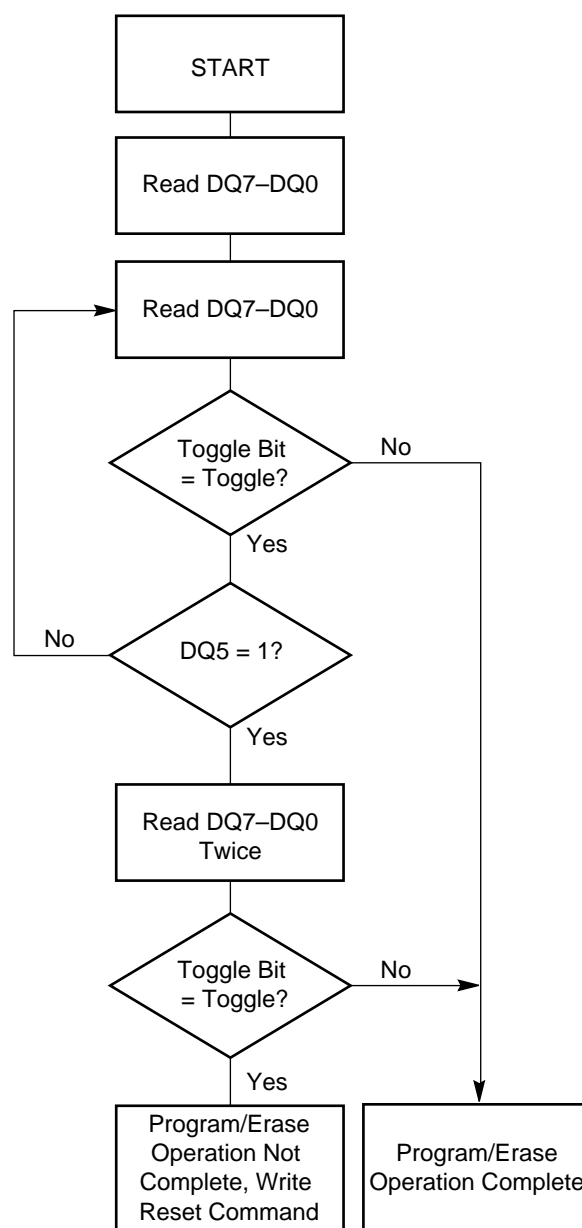 START
Read DQ7–DQ0
Read DQ7–DQ0
Toggle Bit
= Toggle?
No
Yes
No
DQ5 = 1?
Yes
Read DQ7–DQ0
Twice
Toggle Bit
= Toggle?
No
Yes
Program/Erase
Operation Not
Complete, Write
Reset Command
Program/Erase
Operation Complete